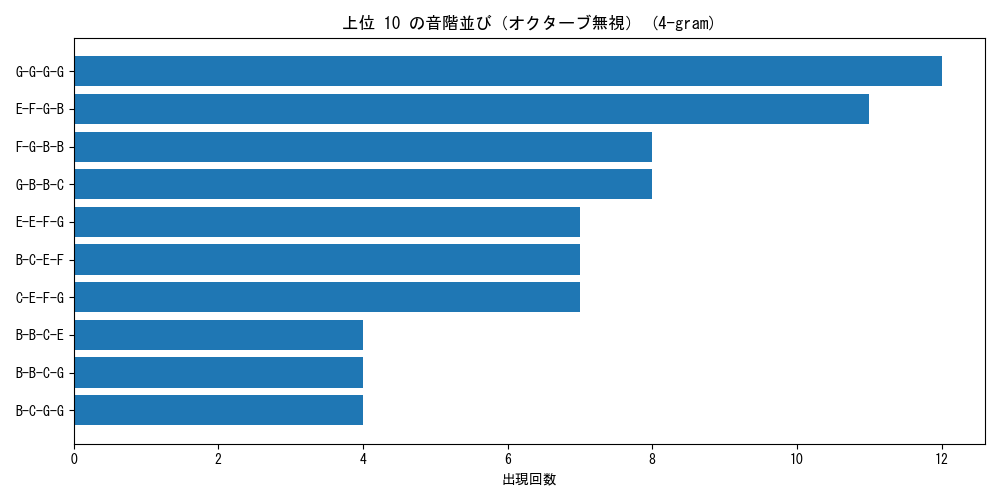 上位 10 の音階並び（オクターブ無視） (4-gram)
G-G-G-G
E-F-G-B
F-G-B-B
G-B-B-C
E-E-F-G
B-C-E-F
C-E-F-G
B-B-C-E
B-B-C-G
B-C-G-G
0 2 4 6 8 10 12
出現回数